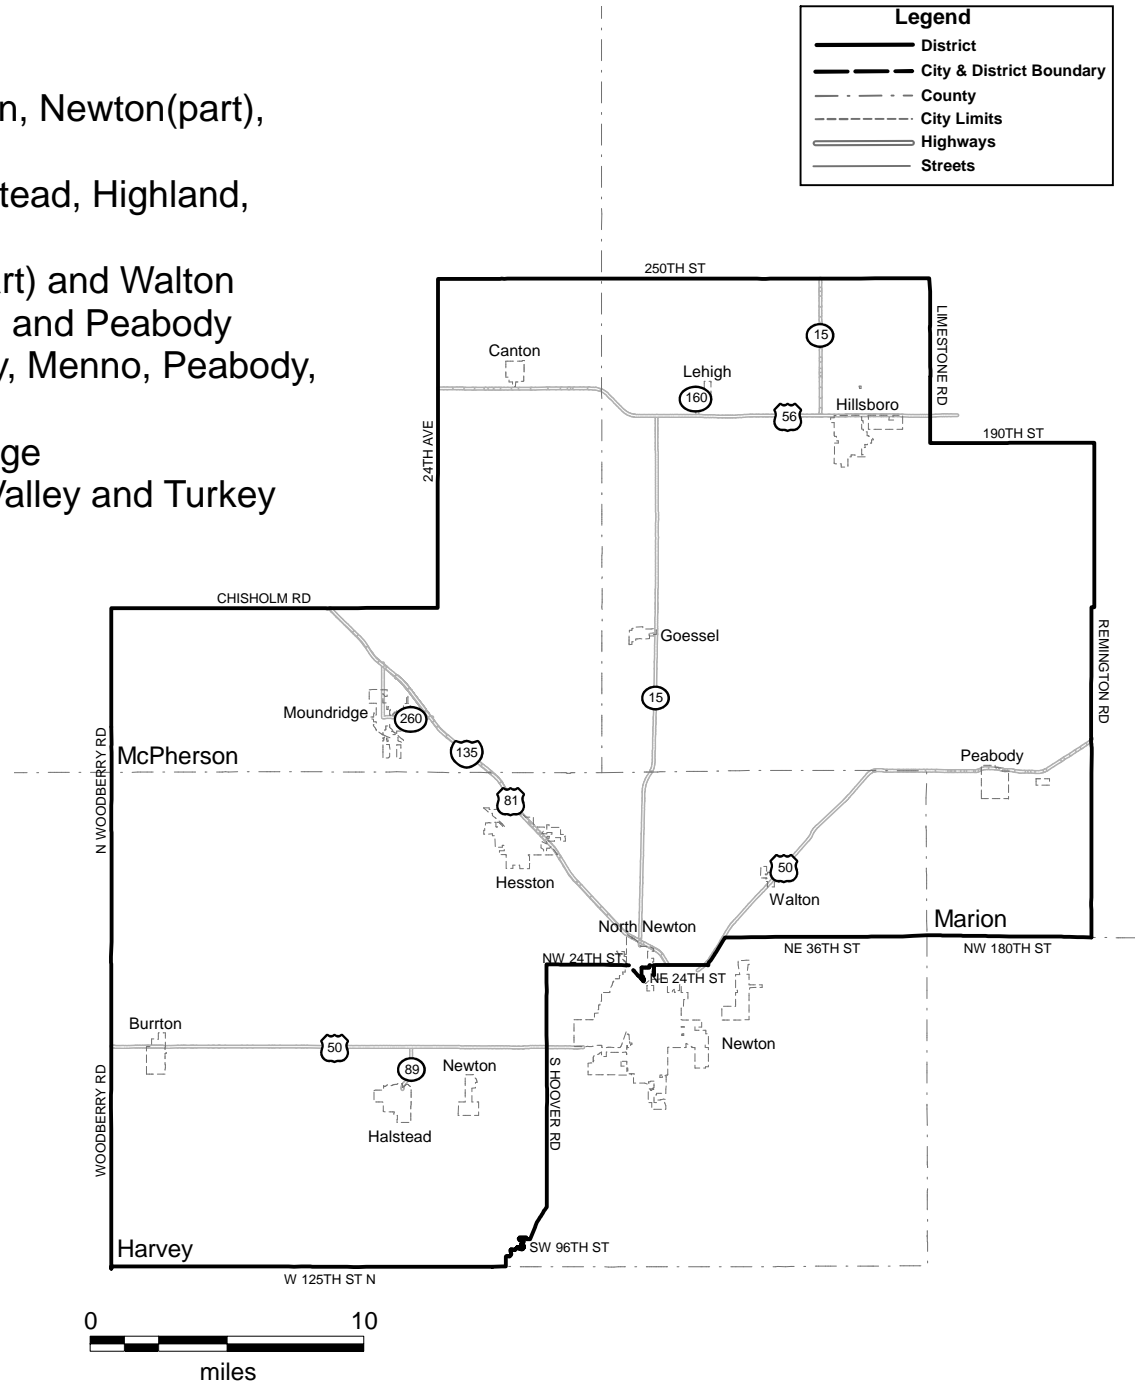 Legend
District
City & District Boundary
County
City Limits
Highways
Streets
n, Newton(part),
tead, Highland,
rt) and Walton
and Peabody
y, Menno, Peabody,
ge
Valley and Turkey
250TH ST
LIMESTONE RD
15
Canton
Lehigh
160
56
Hillsboro
190TH ST
24TH AVE
CHISHOLM RD
Goessel
REMINGTON RD
15
Moundridge
260
135
N WOODBERRY RD
McPherson
Peabody
81
Hesston
50
Walton
North Newton
Marion
NE 36TH ST
NW 180TH ST
NW 24TH ST
NE 24TH ST
Burrton
50
89
Newton
Newton
S HOOVER RD
WOODBERRY RD
Halstead
Harvey
SW 96TH ST
W 125TH ST N
0 10
miles